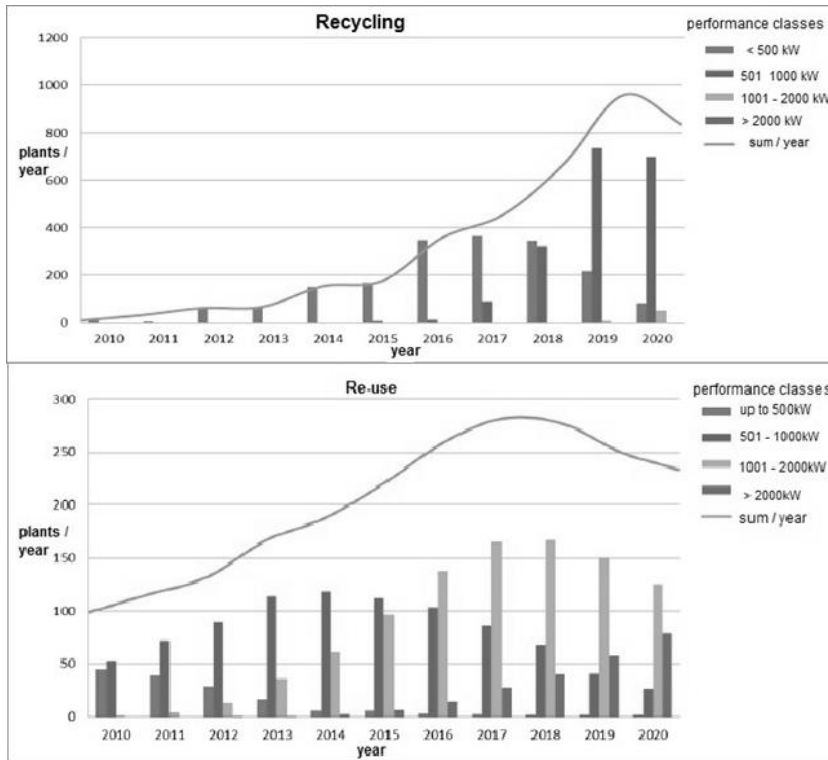 Recycling
performance classes
< 500 kW
501 1000 kW
1001 - 2000 kW
> 2000 kW
sum / year
1200
1000
800
plants /
year
600
400
200
0
2010 2011 2012 2013 2014 2015 2016 2017 2018 2019 2020
year
Re-use
performance classes
up to 500kW
501 - 1000kW
1001 - 2000kW
> 2000kW
sum / year
300
250
200
plants /
year
150
100
50
0
2010 2011 2012 2013 2014 2015 2016 2017 2018 2019 2020
year